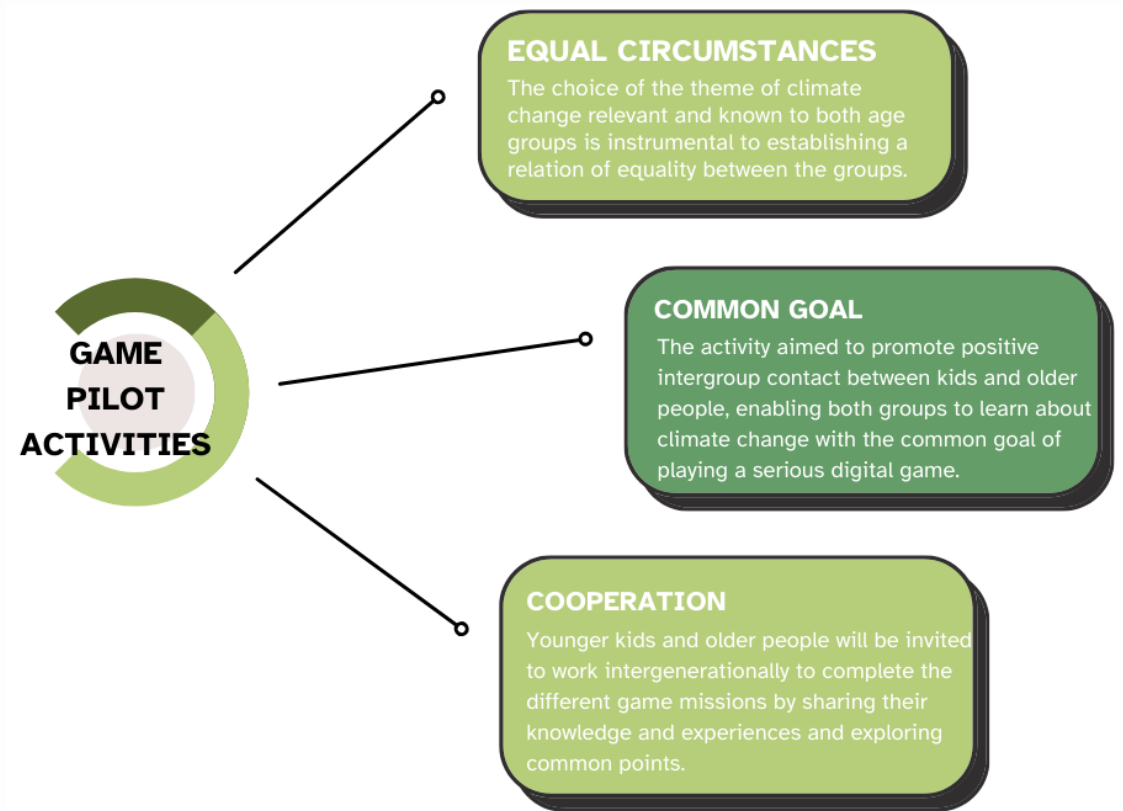 EQUAL CIRCUMSTANCES
The choice of the theme of climate
change relevant and known to both age
groups is instrumental to establishing a
relation of equality between the groups.
GAME
PILOT
ACTIVITIES
COMMON GOAL
The activity aimed to promote positive
intergroup contact between kids and older
people, enabling both groups to learn about
climate change with the common goal of
playing a serious digital game.
COOPERATION
Younger kids and older people will be invited
to work intergenerationally to complete the
different game missions by sharing their
knowledge and experiences and exploring
common points.